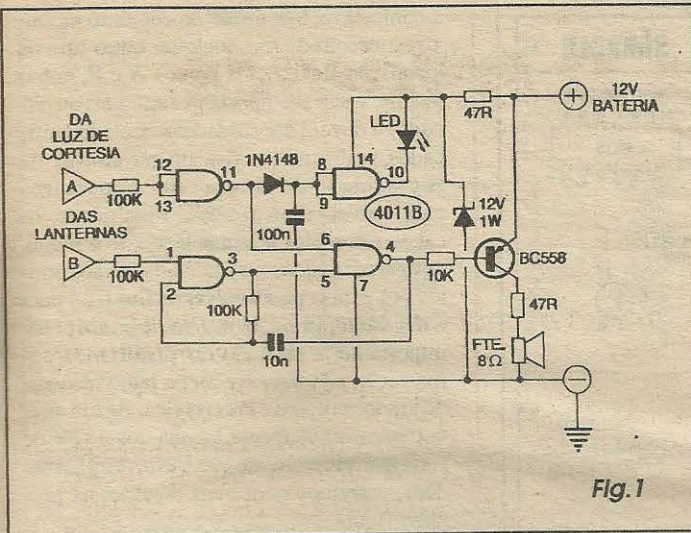 DA
LUZ DE
CORTESIA
A
100K
12
13
11
1N4148
100n
8
9
14
10
LED
4011B
47R
12V
1W
+
12V
BATERIA
DAS
LANTERNAS
B
100K
1
2
3
100K
10n
6
5
4
7
10K
BC558
47R
FTE
8Ω
−
Fig.1